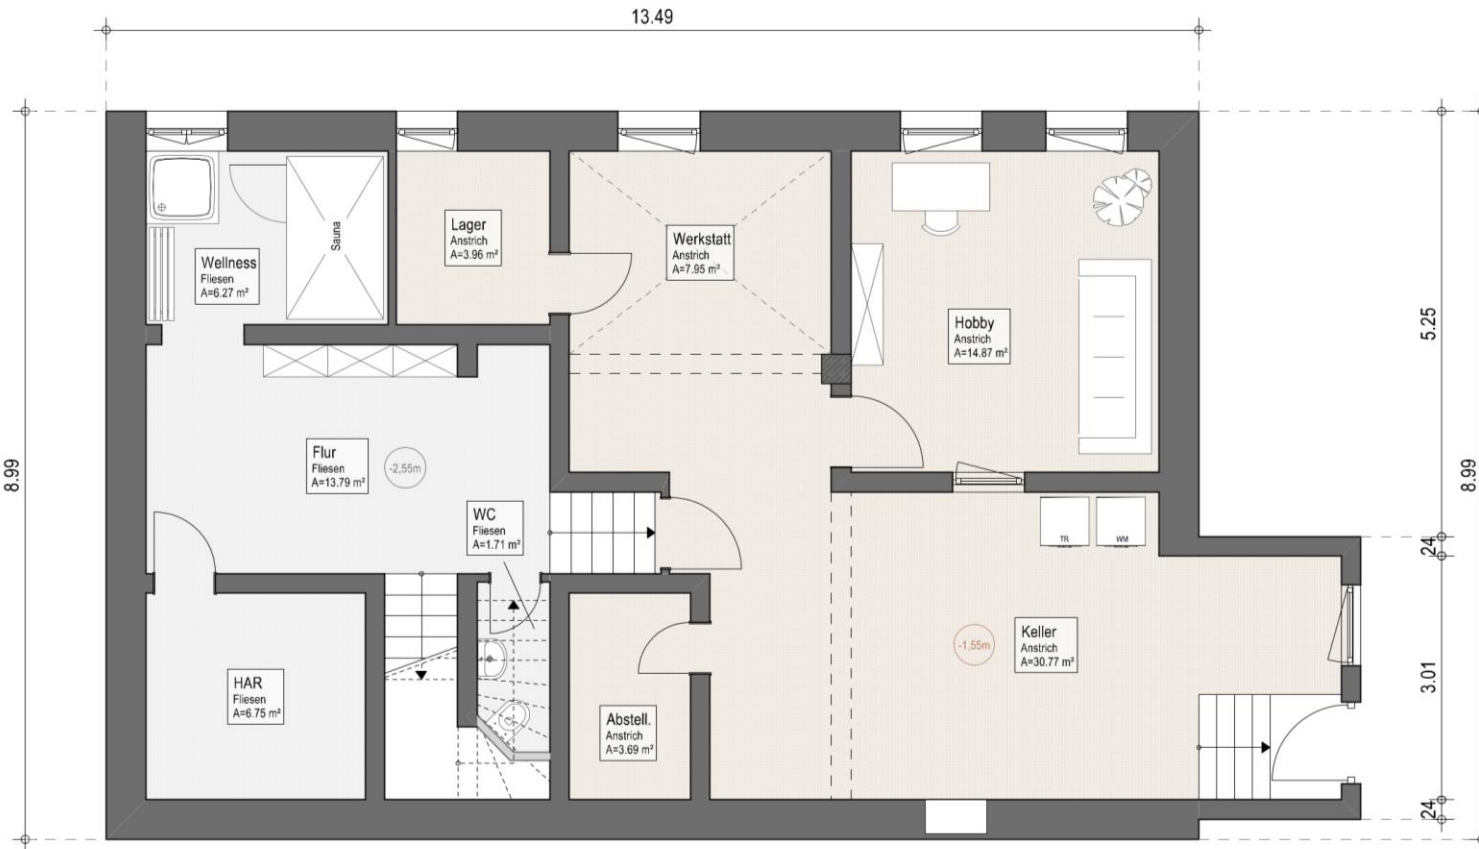 13.49
Lager
Anstrich
A=3.96 m²
Werkstatt
Anstrich
A=7.95 m²
Sauna
Wellness
Fliesen
A=6.27 m²
Hobby
Anstrich
A=14.87 m²
5.25
Flur
Fliesen
A=13.79 m²
-2,55m
8.99
8.99
WC
Fliesen
A=1.71 m²
TR
WM
24
Keller
Anstrich
A=30.77 m²
-1,55m
3.01
HAR
Fliesen
A=6.75 m²
Abstell.
Anstrich
A=3.69 m²
24